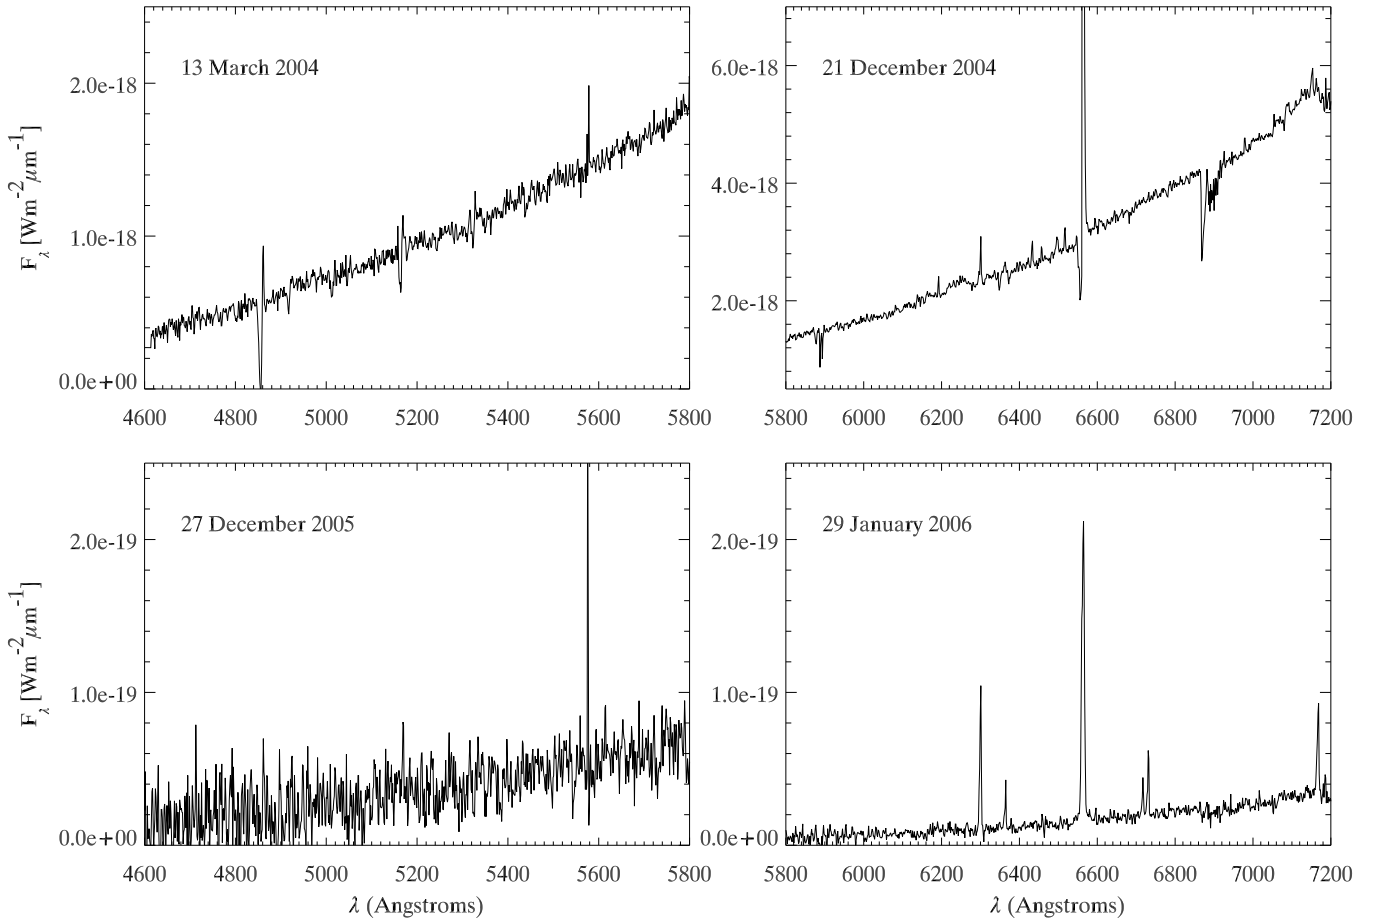 13 March 2004
F_λ [Wm^-2 μm^-1]
2.0e-18
1.0e-18
0.0e+00
4600 4800 5000 5200 5400 5600 5800
21 December 2004
6.0e-18
4.0e-18
2.0e-18
5800 6000 6200 6400 6600 6800 7000 7200
27 December 2005
F_λ [Wm^-2 μm^-1]
2.0e-19
1.0e-19
0.0e+00
4600 4800 5000 5200 5400 5600 5800
λ (Angstroms)
29 January 2006
2.0e-19
1.0e-19
0.0e+00
5800 6000 6200 6400 6600 6800 7000 7200
λ (Angstroms)